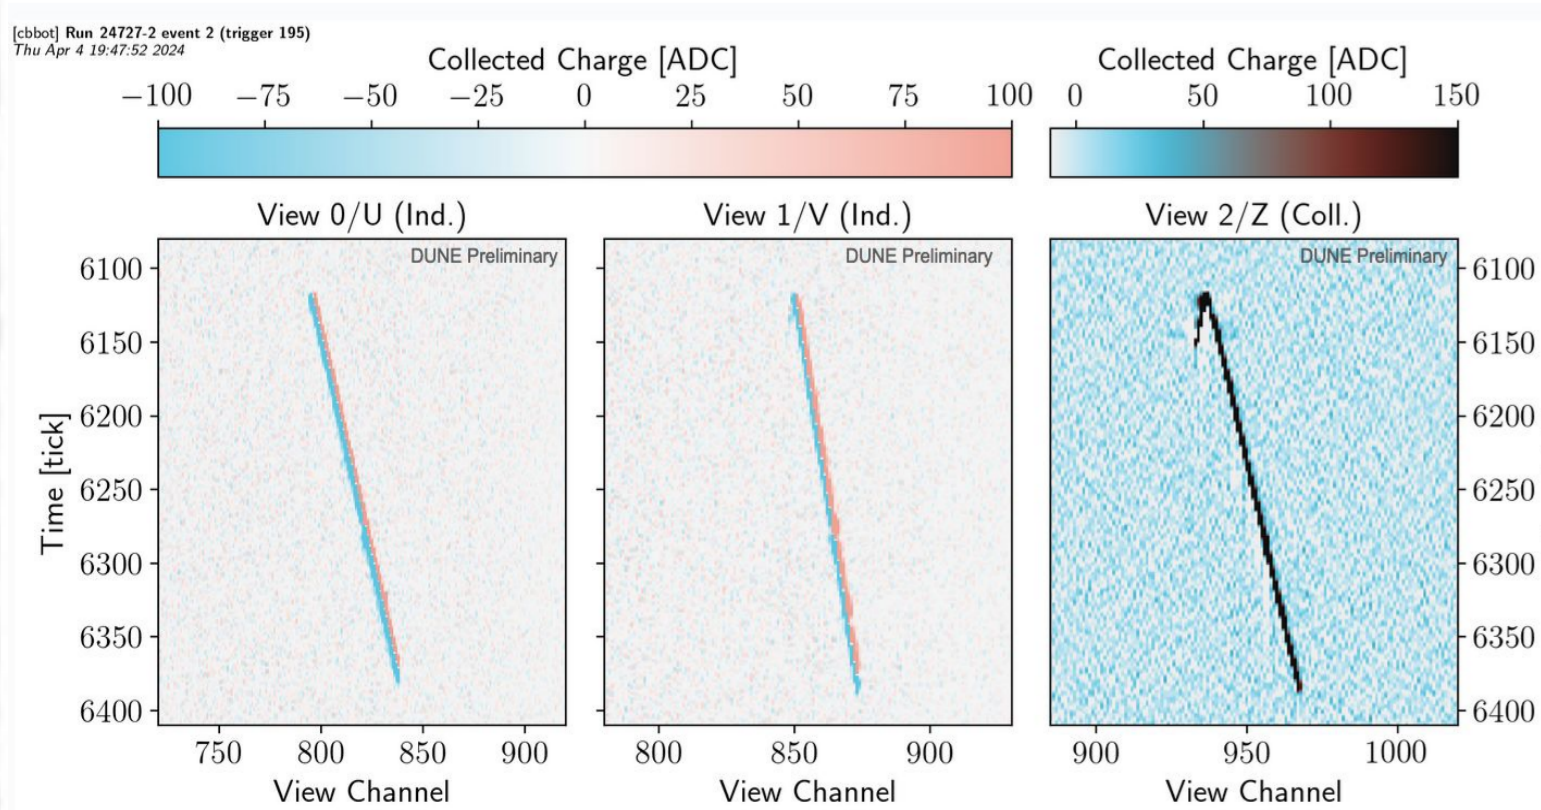 [cbbot] Run 24727-2 event 2 (trigger 195)
Thu Apr 4 19:47:52 2024
Collected Charge [ADC]
−100 −75 −50 −25 0 25 50 75 100
Collected Charge [ADC]
0 50 100 150
View 0/U (Ind.)
DUNE Preliminary
Time [tick]
6100
6150
6200
6250
6300
6350
6400
750 800 850 900
View Channel
View 1/V (Ind.)
DUNE Preliminary
800 850 900
View Channel
View 2/Z (Coll.)
DUNE Preliminary
6100
6150
6200
6250
6300
6350
6400
900 950 1000
View Channel